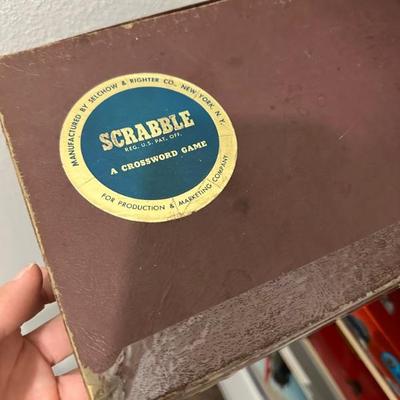 MANUFACTURED BY SELCHOW & RIGHTER CO., NEW YORK, N. Y.
SCRABBLE
REG. U.S. PAT. OFF.
A CROSSWORD GAME
FOR PRODUCTION & MARKETING COMPANY